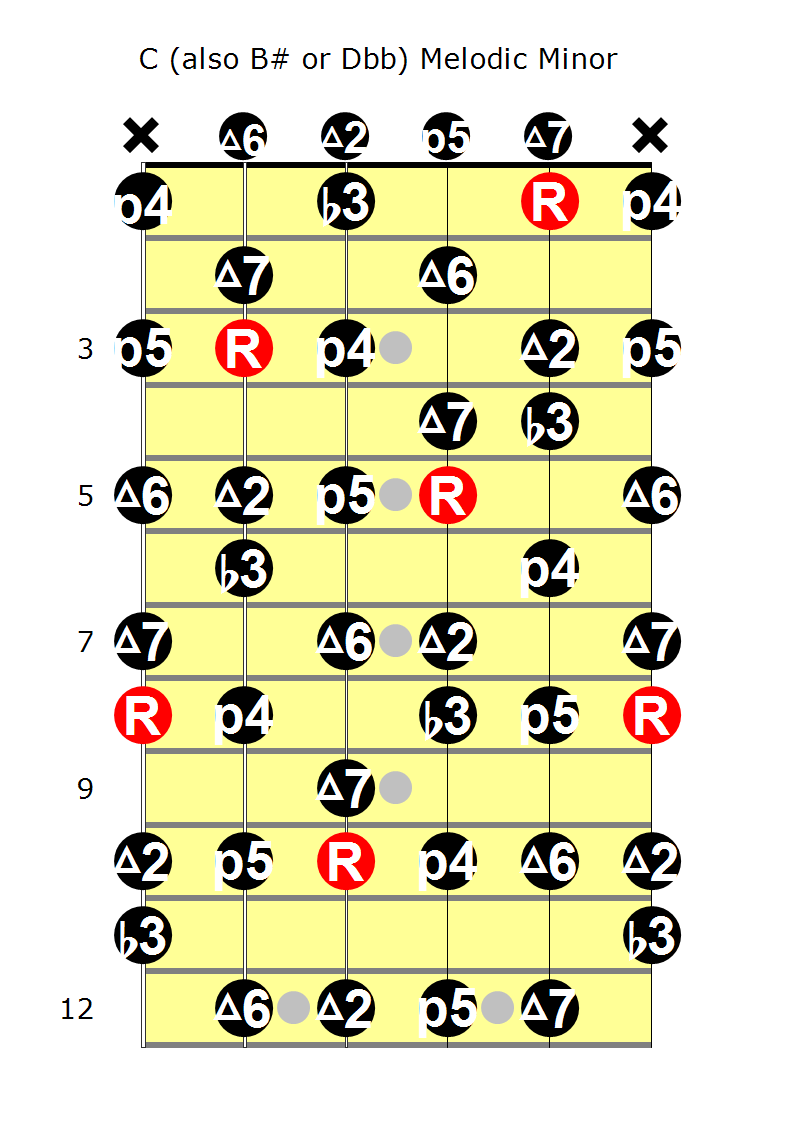 C (also B# or Dbb) Melodic Minor
× Δ6 Δ2 p5 Δ7 ×
p4 ♭3 R p4
Δ7 Δ6
3 p5 R p4 Δ2 p5
Δ7 ♭3
5 Δ6 Δ2 p5 R Δ6
♭3 p4
7 Δ7 Δ6 Δ2 Δ7
R p4 ♭3 p5 R
9 Δ7
Δ2 p5 R p4 Δ6 Δ2
♭3 ♭3
12 Δ6 Δ2 p5 Δ7